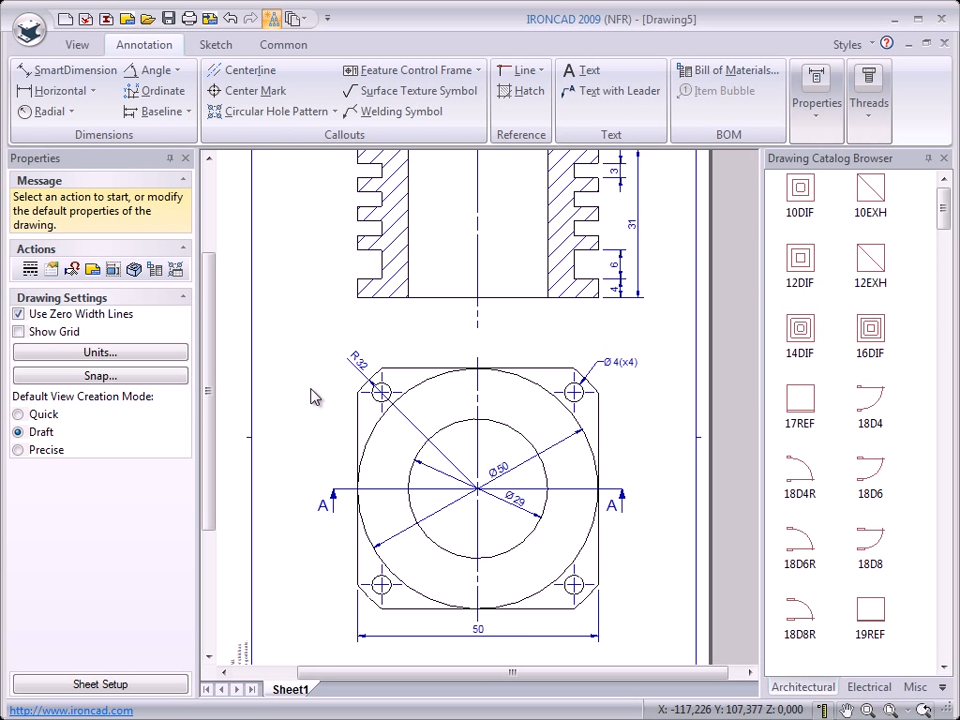 IRONCAD 2009 (NFR) - [Drawing5]
View Annotation Sketch Common Styles
SmartDimension Angle Centerline Feature Control Frame Line Text Bill of Materials...
Horizontal Ordinate Center Mark Surface Texture Symbol Hatch Text with Leader Item Bubble Properties Threads
Radial Baseline Circular Hole Pattern Welding Symbol
Dimensions Callouts Reference Text BOM
Properties
Message
Select an action to start, or modify
the default properties of the
drawing.
Actions
Drawing Settings
Use Zero Width Lines
Show Grid
Units...
Snap...
Default View Creation Mode:
Quick
Draft
Precise
Sheet Setup
3
31
6
4
R 32
Ø 4(x4)
Ø 50
Ø 29
A A
50
Sheet1
Drawing Catalog Browser
10DIF 10EXH
12DIF 12EXH
14DIF 16DIF
17REF 18D4
18D4R 18D6
18D6R 18D8
18D8R 19REF
Architectural Electrical Misc
http://www.ironcad.com
X: -117,226 Y: 107,377 Z: 0,000